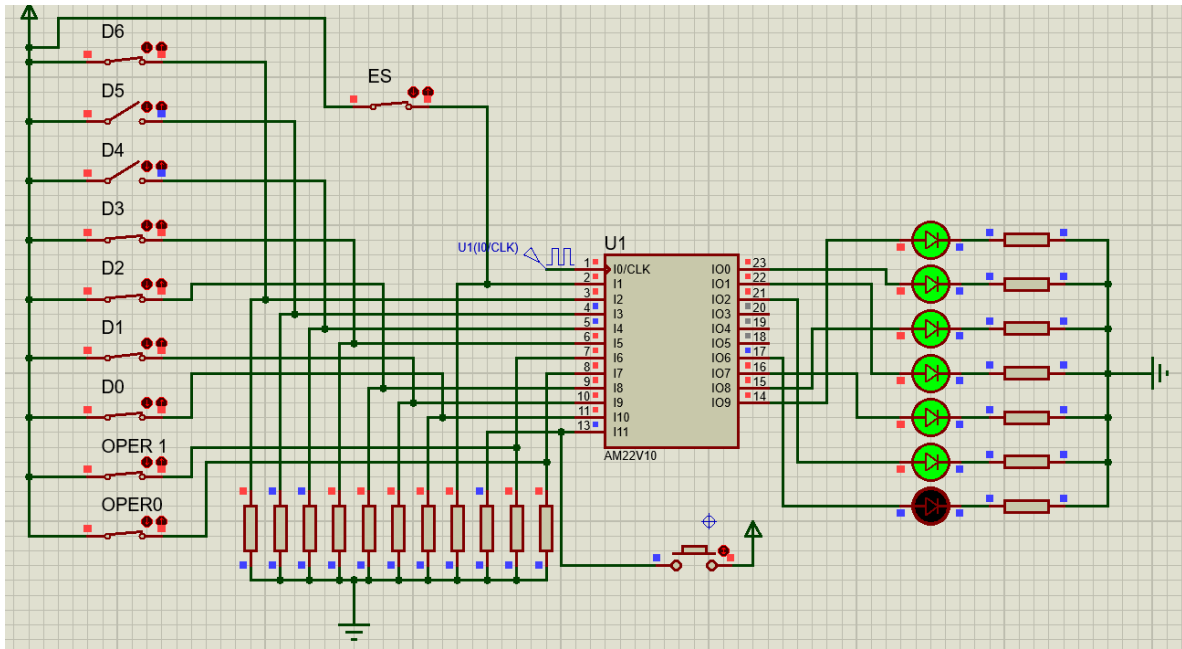 D6
ES
D5
D4
D3
D2
D1
D0
OPER 1
OPER0
U1(I0/CLK)
U1
1 I0/CLK IO0 23
2 I1 IO1 22
3 I2 IO2 21
4 I3 IO3 20
5 I4 IO4 19
6 I5 IO5 18
7 I6 IO6 17
8 I7 IO7 16
9 I8 IO8 15
10 I9 IO9 14
11 I10
13 I11
AM22V10